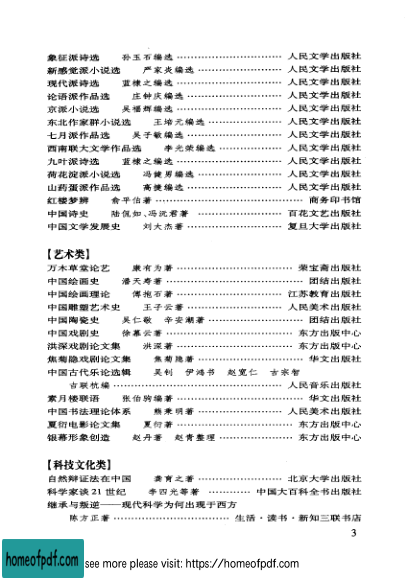 象征派诗选 孙玉石编选 …………………………… 人民文学出版社
新感觉派小说选 严家炎编选 …………………… 人民文学出版社
现代派诗选 蓝棣之编选 …………………………… 人民文学出版社
论语派作品选 庄钟庆编选 ………………………… 人民文学出版社
京派小说选 吴福辉编选 …………………………… 人民文学出版社
东北作家群小说选 王培元编选 ………………… 人民文学出版社
七月派作品选 吴子敏编选 ………………………… 人民文学出版社
西南联大文学作品选 李光荣编选 ……………… 人民文学出版社
九叶派诗选 蓝棣之编选 …………………………… 人民文学出版社
荷花淀派小说选 冯健男编选 …………………… 人民文学出版社
山药蛋派作品选 高捷编选 ……………………… 人民文学出版社
红楼梦辨 俞平伯著 ………………………………… 商务印书馆
中国诗史 陆侃如、冯沅君著 …………………… 百花文艺出版社
中国文学发展史 刘大杰著 ……………………… 复旦大学出版社
【艺术类】
万木草堂论艺 康有为著 ………………………… 荣宝斋出版社
中国绘画史 潘天寿著 ……………………………… 团结出版社
中国绘画理论 傅抱石著 ………………………… 江苏教育出版社
中国雕塑艺术史 王子云著 ……………………… 人民美术出版社
中国陶瓷史 吴仁敬 辛安潮著 …………………… 团结出版社
中国戏剧史 徐慕云著 …………………………… 东方出版中心
洪深戏剧论文集 洪深著 ………………………… 东方出版中心
焦菊隐戏剧论文集 焦菊隐著 …………………… 华文出版社
中国古代乐论选辑 吴钊 伊鸿书 赵宽仁 古宗智
吉联杭编 …………………………………………… 人民音乐出版社
素月楼联语 张伯驹编著 ………………………… 华文出版社
中国书法理论体系 熊秉明著 …………………… 人民美术出版社
夏衍电影论文集 夏衍著 ………………………… 东方出版中心
银幕形象创造 赵丹著 赵青整理 ……………… 东方出版中心
【科技文化类】
自然辩证法在中国 龚育之著 …………………… 北京大学出版社
科学家谈21世纪 李四光等著 ………… 中国大百科全书出版社
继承与叛逆——现代科学为何出现于西方
陈方正著 …………………………… 生活·读书·新知三联书店
3
homeofpdf.com
see more please visit: https://homeofpdf.com